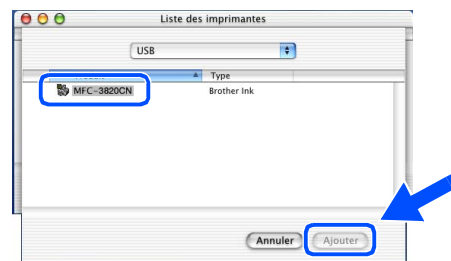 Liste des imprimantes
USB
Type
MFC-3820CN Brother Ink
Annuler Ajouter